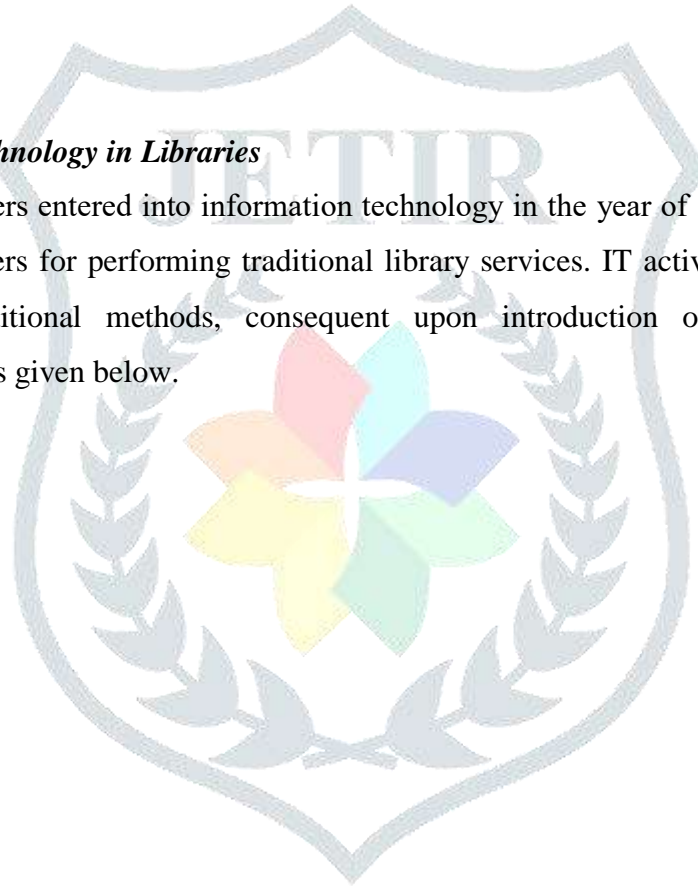 JETIR
hnology in Libraries
ers entered into information technology in the year of
ers for performing traditional library services. IT activ
itional methods, consequent upon introduction o
s given below.